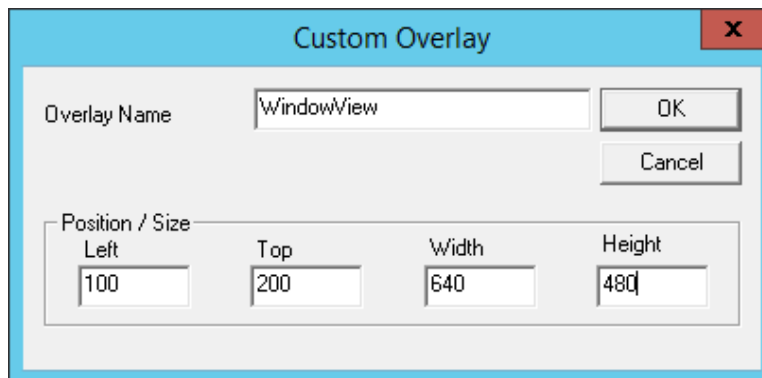 Custom Overlay
x
Overlay Name WindowView OK
Cancel
Position / Size
Left Top Width Height
100 200 640 480